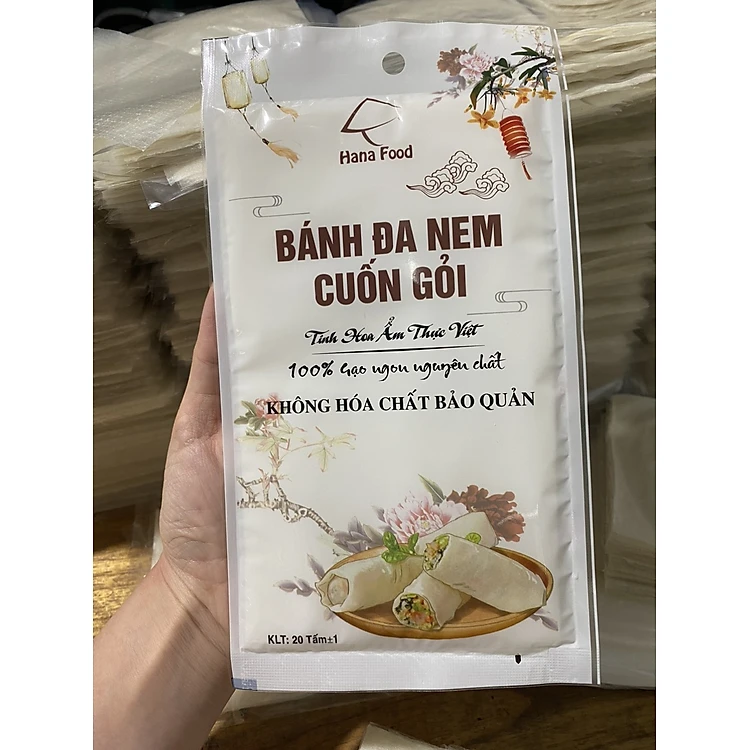 Hana Food
BÁNH ĐA NEM
CUỐN GỎI
Tinh Hoa Ẩm Thực Việt
100% Gạo ngon nguyên chất
KHÔNG HÓA CHẤT BẢO QUẢN
KLT: 20 Tấm±1